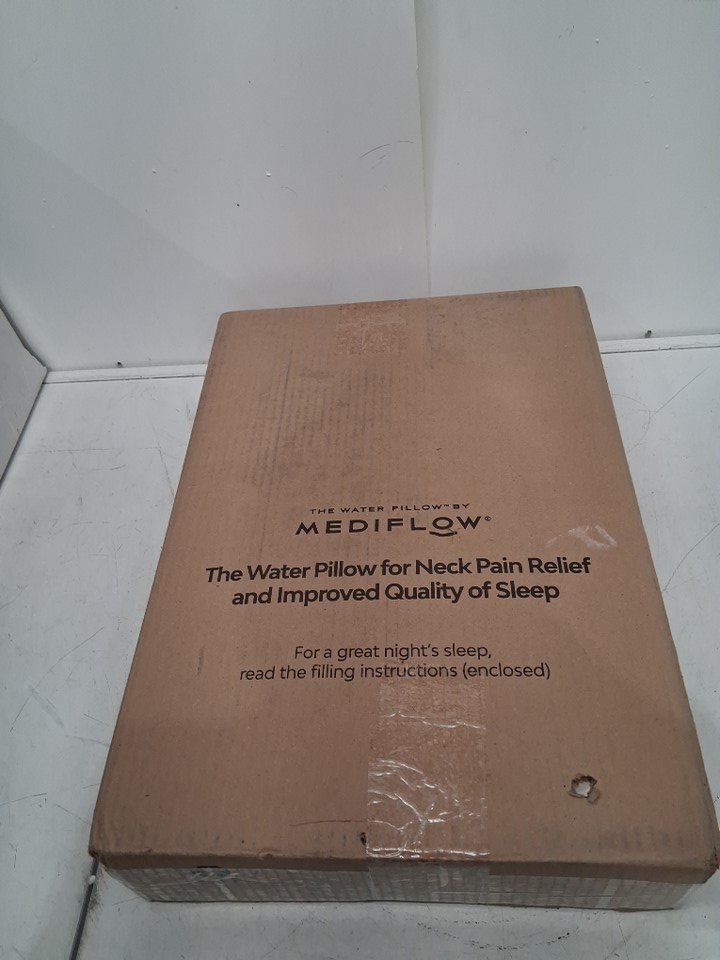 THE WATER PILLOW™ BY
MEDIFLOW®
The Water Pillow for Neck Pain Relief
and Improved Quality of Sleep
For a great night's sleep,
read the filling instructions (enclosed)